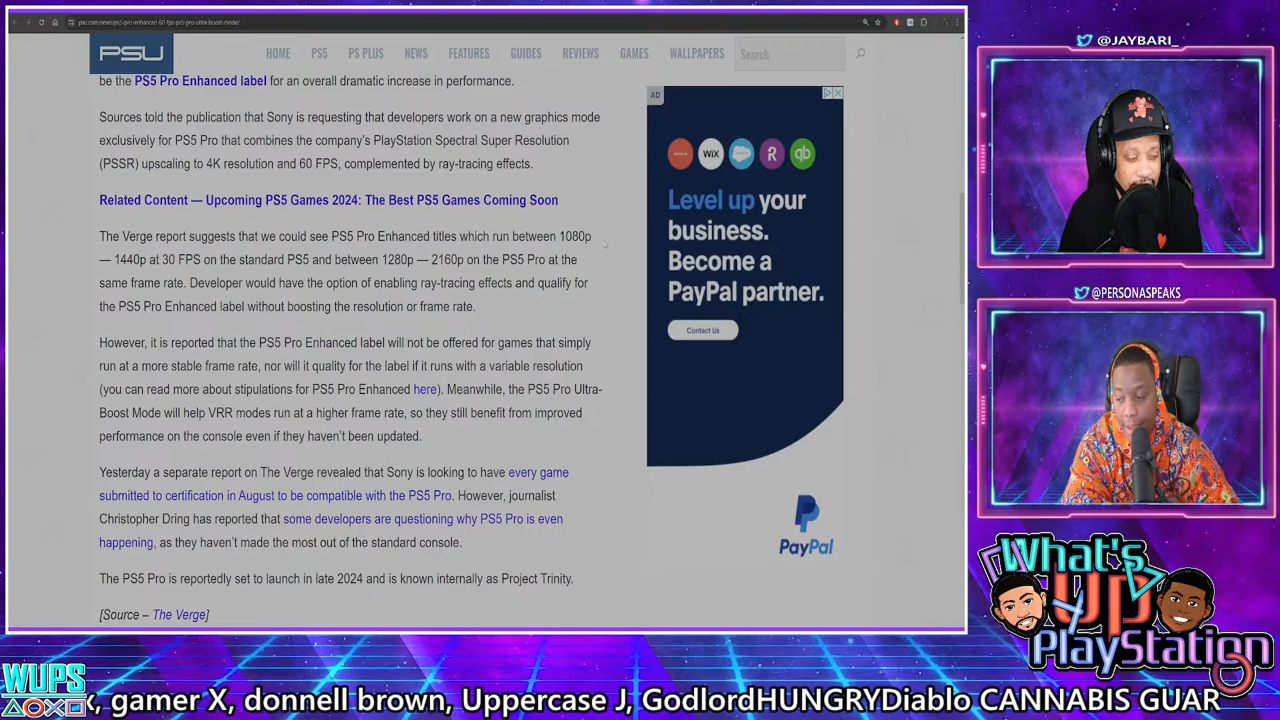 psu.com/news/ps5-pro-enhanced-60-fps-ps5-pro-ultra-boost-mode/
PSU
HOME PS5 PS PLUS NEWS FEATURES GUIDES REVIEWS GAMES WALLPAPERS Search
be the PS5 Pro Enhanced label for an overall dramatic increase in performance.
Sources told the publication that Sony is requesting that developers work on a new graphics mode
exclusively for PS5 Pro that combines the company's PlayStation Spectral Super Resolution
(PSSR) upscaling to 4K resolution and 60 FPS, complemented by ray-tracing effects.
Related Content — Upcoming PS5 Games 2024: The Best PS5 Games Coming Soon
The Verge report suggests that we could see PS5 Pro Enhanced titles which run between 1080p
— 1440p at 30 FPS on the standard PS5 and between 1280p — 2160p on the PS5 Pro at the
same frame rate. Developer would have the option of enabling ray-tracing effects and qualify for
the PS5 Pro Enhanced label without boosting the resolution or frame rate.
However, it is reported that the PS5 Pro Enhanced label will not be offered for games that simply
run at a more stable frame rate, nor will it quality for the label if it runs with a variable resolution
(you can read more about stipulations for PS5 Pro Enhanced here). Meanwhile, the PS5 Pro Ultra-
Boost Mode will help VRR modes run at a higher frame rate, so they still benefit from improved
performance on the console even if they haven't been updated.
Yesterday a separate report on The Verge revealed that Sony is looking to have every game
submitted to certification in August to be compatible with the PS5 Pro. However, journalist
Christopher Dring has reported that some developers are questioning why PS5 Pro is even
happening, as they haven't made the most out of the standard console.
The PS5 Pro is reportedly set to launch in late 2024 and is known internally as Project Trinity.
[Source – The Verge]
AD
WiX
R
qb
Level up your
business.
Become a
PayPal partner.
Contact Us
PayPal
@JAYBARI_
@PERSONASPEAKS
What's
UP
PlayStation
WUPS
x, gamer X, donnell brown, Uppercase J, GodlordHUNGRYDiablo CANNABIS GUAR